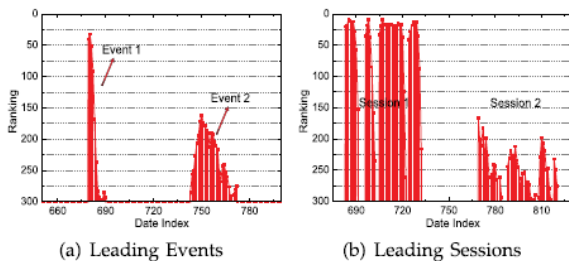 0
50
100
150
200
250
300
Ranking
Event 1
Event 2
660 690 720 750 780
Date Index
(a) Leading Events
0
50
100
150
200
250
300
Ranking
Session 1
Session 2
690 720 750 780 810
Date Index
(b) Leading Sessions